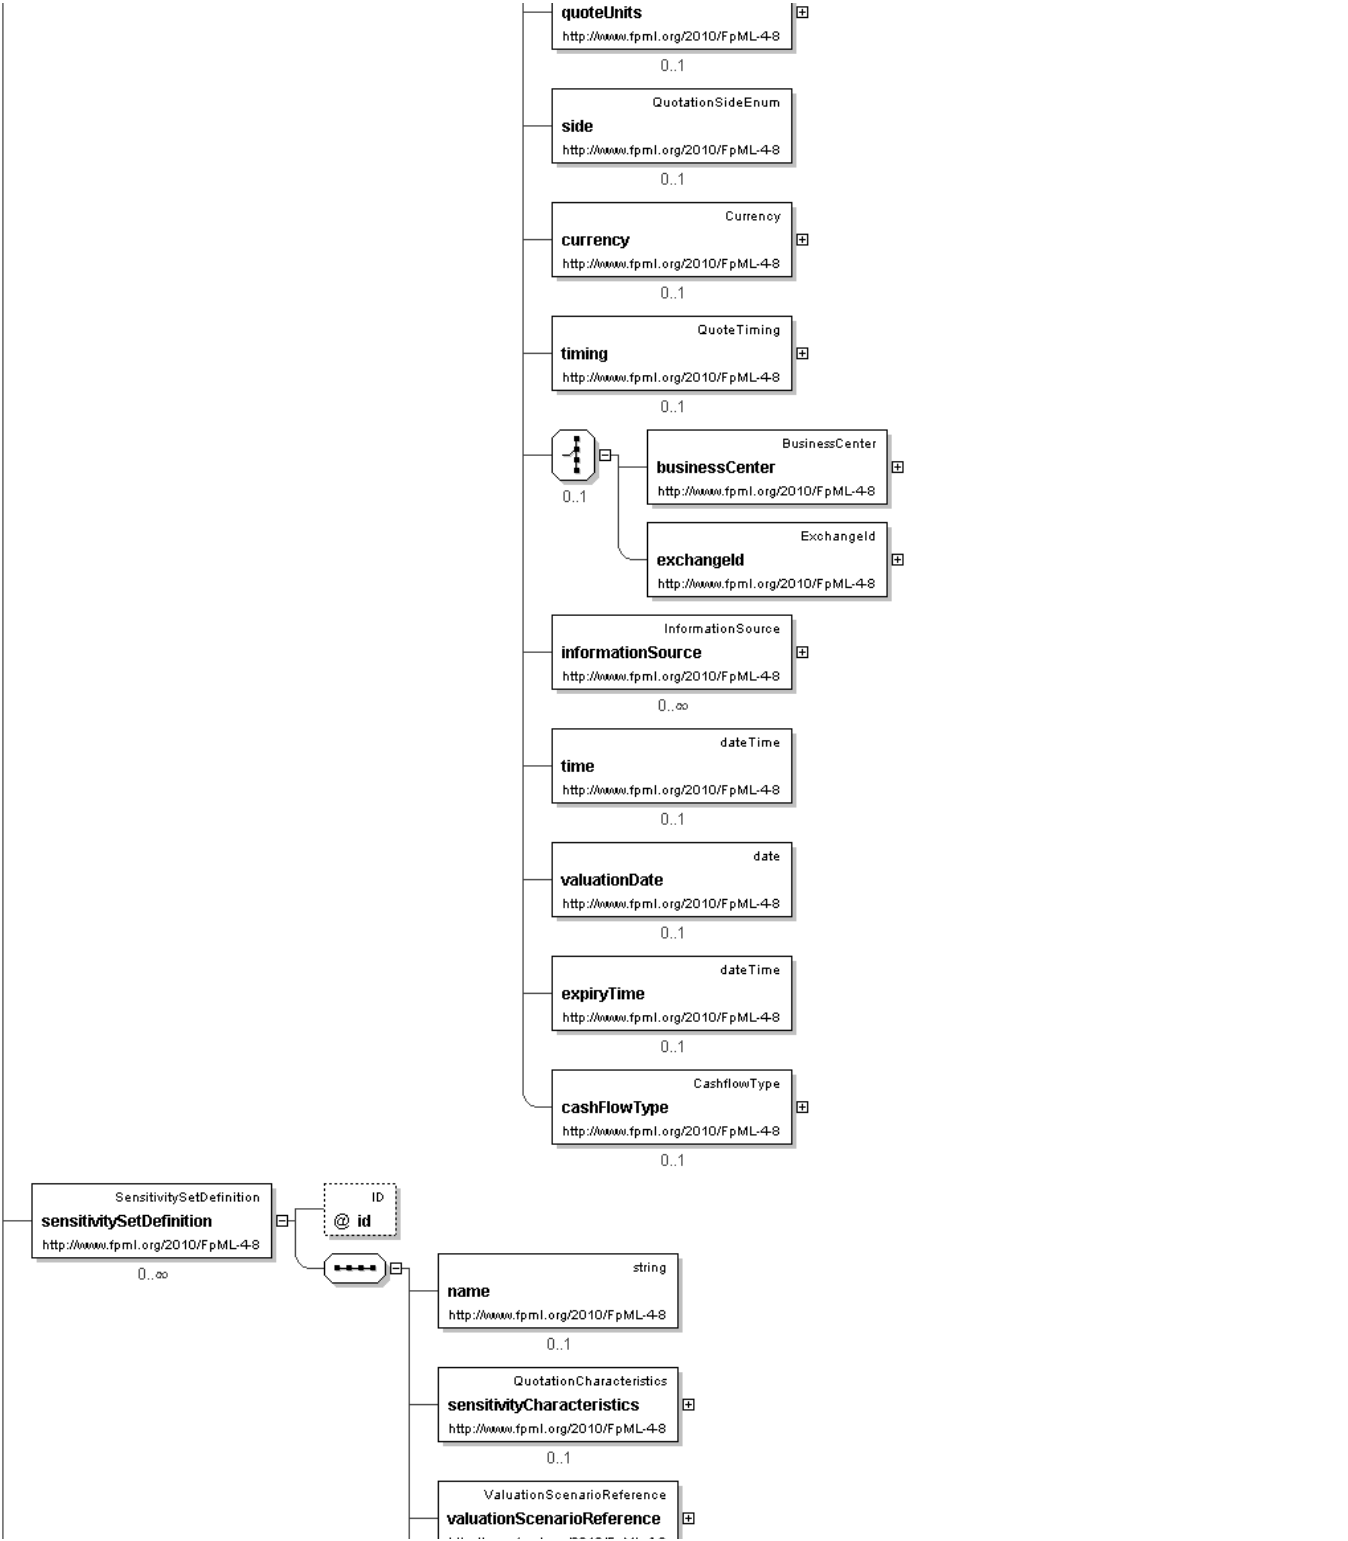 quoteUnits
http://www.fpml.org/2010/FpML-4-8
0..1
QuotationSideEnum
side
http://www.fpml.org/2010/FpML-4-8
0..1
Currency
currency
http://www.fpml.org/2010/FpML-4-8
0..1
QuoteTiming
timing
http://www.fpml.org/2010/FpML-4-8
0..1
BusinessCenter
businessCenter
http://www.fpml.org/2010/FpML-4-8
0..1
ExchangeId
exchangeId
http://www.fpml.org/2010/FpML-4-8
InformationSource
informationSource
http://www.fpml.org/2010/FpML-4-8
0..∞
dateTime
time
http://www.fpml.org/2010/FpML-4-8
0..1
date
valuationDate
http://www.fpml.org/2010/FpML-4-8
0..1
dateTime
expiryTime
http://www.fpml.org/2010/FpML-4-8
0..1
CashflowType
cashFlowType
http://www.fpml.org/2010/FpML-4-8
0..1
SensitivitySetDefinition
sensitivitySetDefinition
http://www.fpml.org/2010/FpML-4-8
0..∞
ID
@ id
string
name
http://www.fpml.org/2010/FpML-4-8
0..1
QuotationCharacteristics
sensitivityCharacteristics
http://www.fpml.org/2010/FpML-4-8
0..1
ValuationScenarioReference
valuationScenarioReference